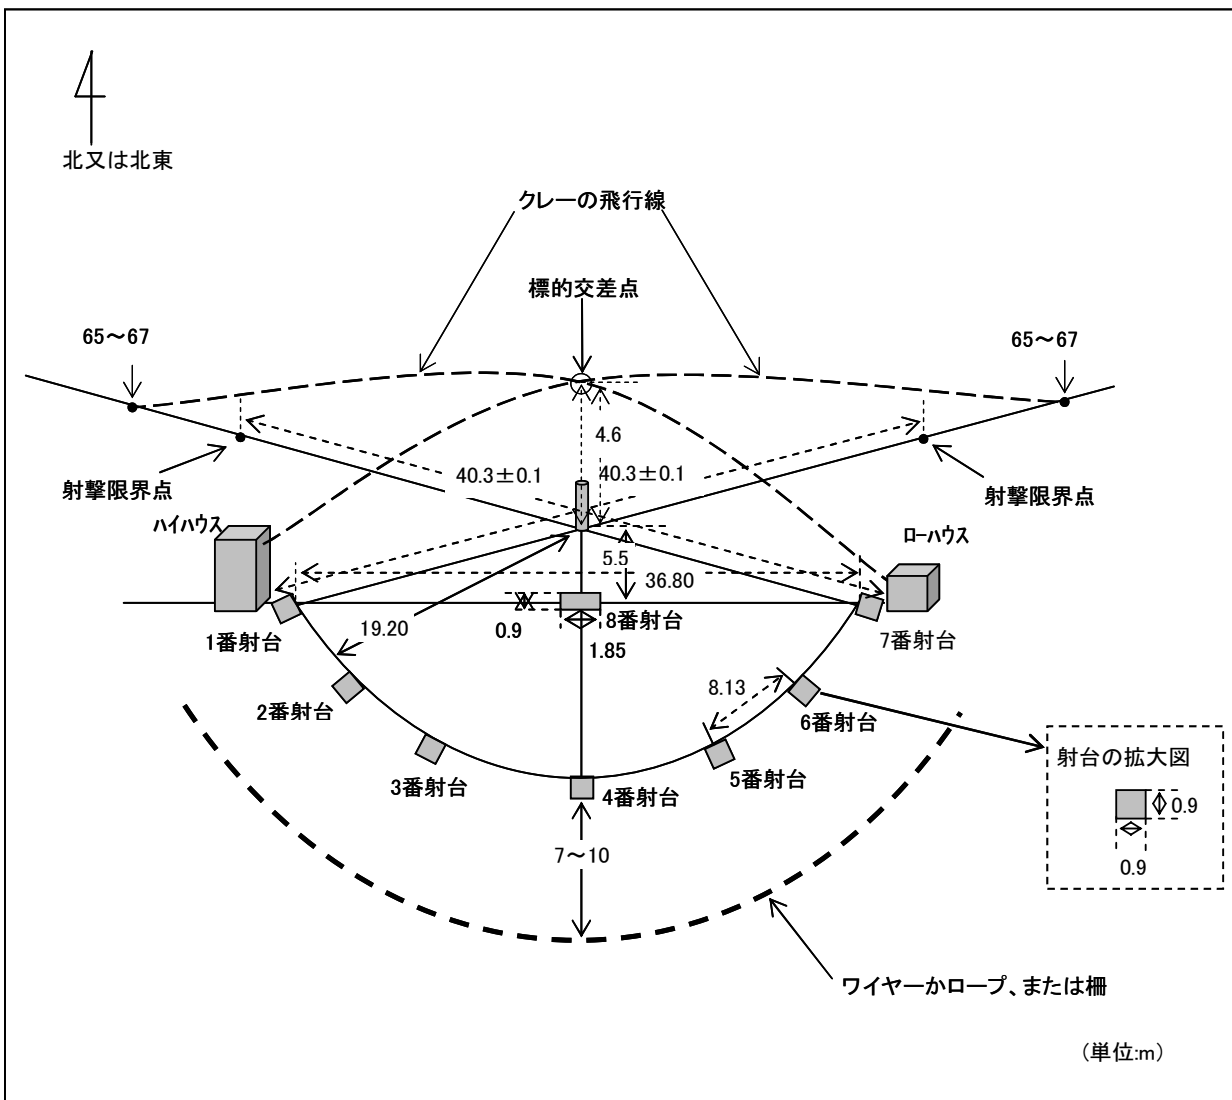 北又は北東
クレーの飛行線
標的交差点
65～67
65～67
4.6
40.3±0.1
40.3±0.1
射撃限界点
射撃限界点
ハイハウス
ローハウス
5.5
36.80
19.20
0.9
8番射台
1.85
1番射台
7番射台
8.13
2番射台
6番射台
3番射台
5番射台
4番射台
射台の拡大図
0.9
0.9
7～10
ワイヤーかロープ、または柵
（単位:m）